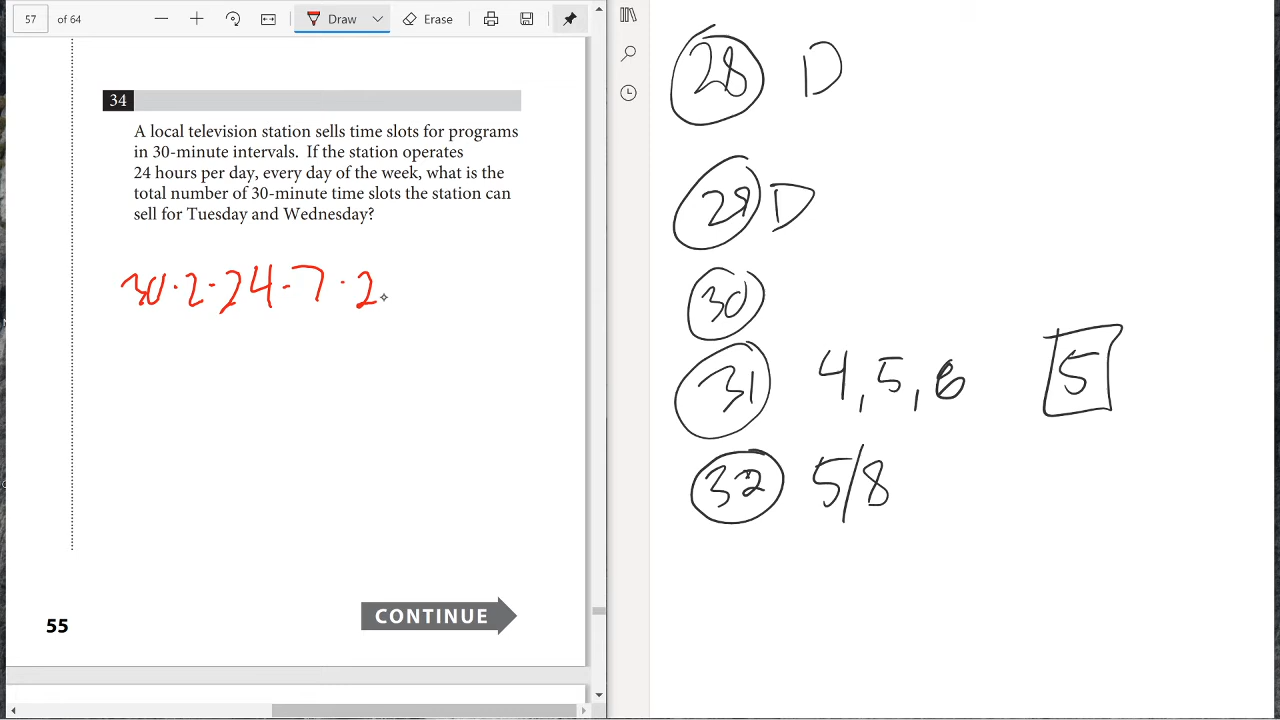 57 of 64
Draw
Erase
34
A local television station sells time slots for programs
in 30-minute intervals. If the station operates
24 hours per day, every day of the week, what is the
total number of 30-minute time slots the station can
sell for Tuesday and Wednesday?
30·2·24·7·2
CONTINUE
55
28 D
29 D
30
31 4,5,6 5
32 5/8